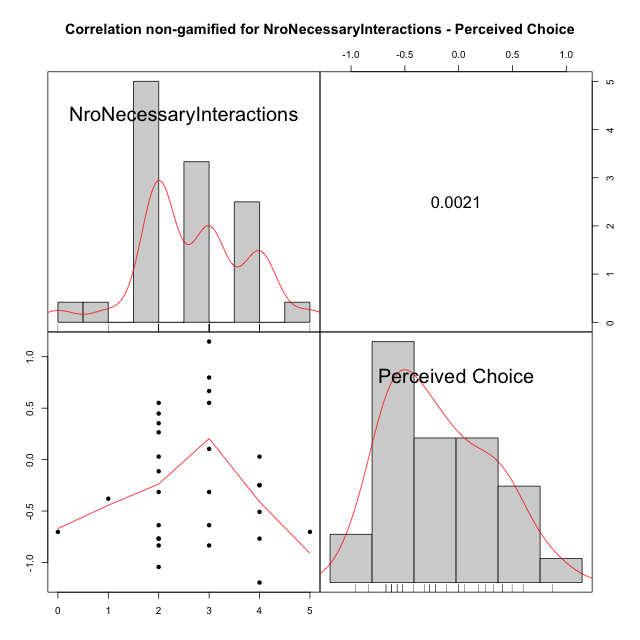 Correlation non-gamified for NroNecessaryInteractions - Perceived Choice
-1.0 -0.5 0.0 0.5 1.0
NroNecessaryInteractions
0.0021
5
4
3
2
1
0
Perceived Choice
1.0
0.5
0.0
-0.5
-1.0
0 1 2 3 4 5